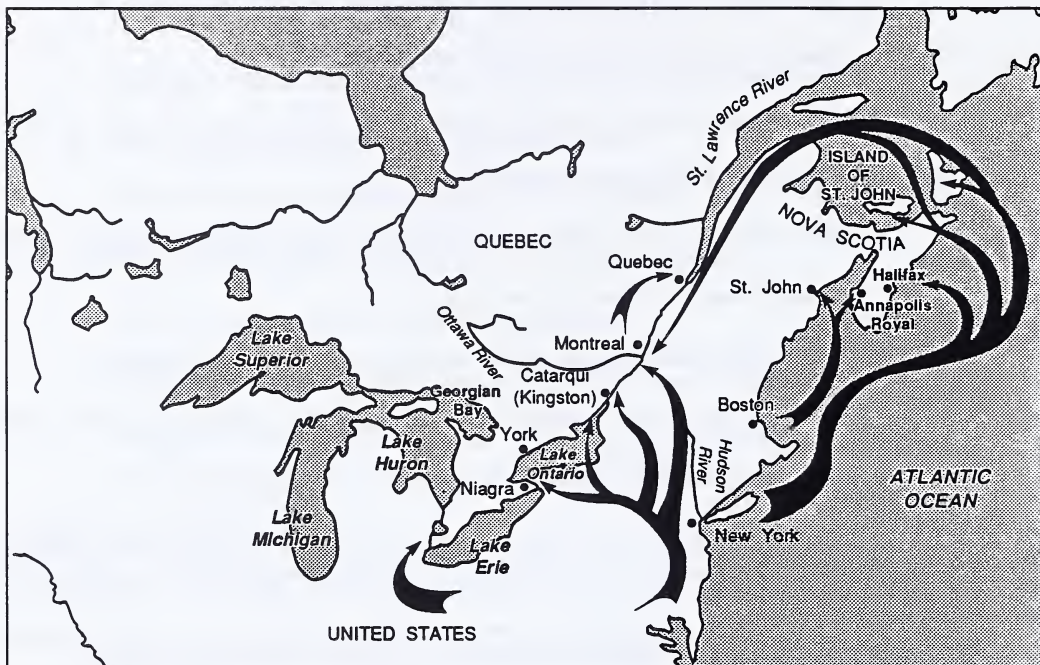 St. Lawrence River
ISLAND
OF
ST. JOHN
NOVA SCOTIA
QUEBEC
Quebec
St. John
Halifax
Annapolis
Royal
Ottawa River
Montreal
Lake
Superior
Catarqui
(Kingston)
Georgian
Bay
Boston
York
Lake
Huron
Lake
Ontario
Hudson
River
Niagra
ATLANTIC
OCEAN
Lake
Michigan
New York
Lake
Erie
UNITED STATES